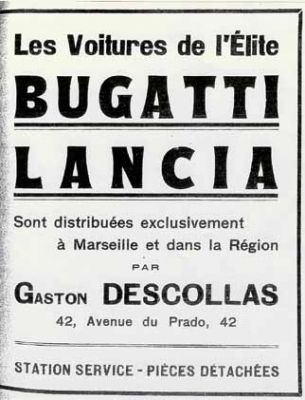 Les Voitures de l'Élite
BUGATTI
LANCIA
Sont distribuées exclusivement
à Marseille et dans la Région
PAR
GASTON DESCOLLAS
42, Avenue du Prado, 42
STATION SERVICE - PIÈCES DÉTACHÉES